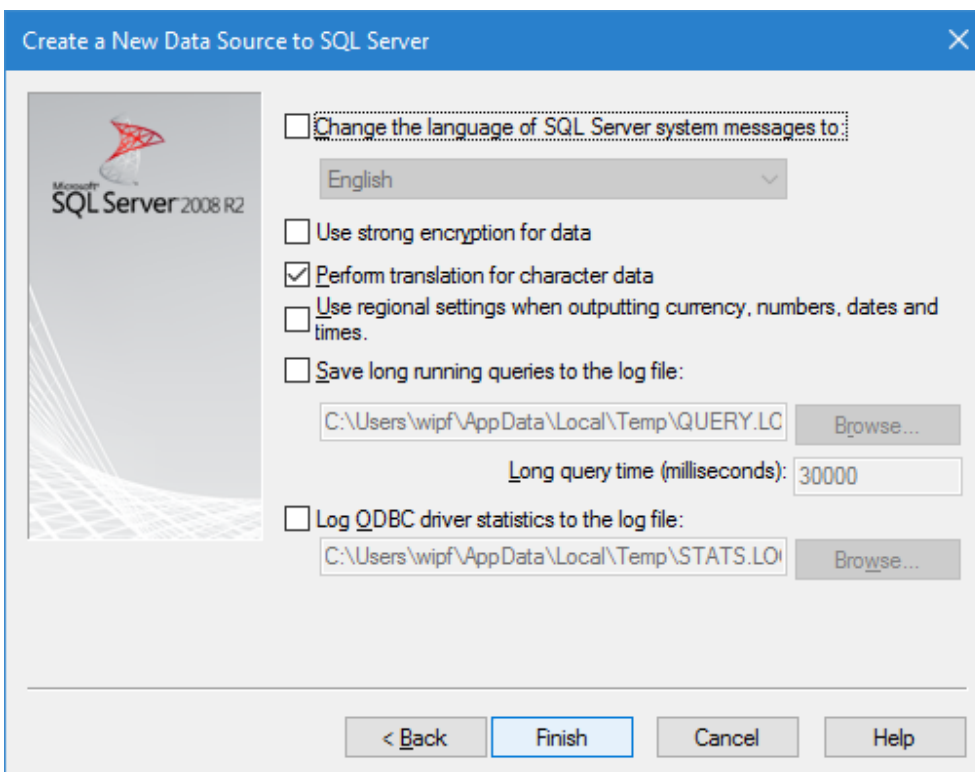 Create a New Data Source to SQL Server
Microsoft
SQL Server 2008 R2
Change the language of SQL Server system messages to:
English
Use strong encryption for data
Perform translation for character data
Use regional settings when outputting currency, numbers, dates and
times.
Save long running queries to the log file:
C:\Users\wipf\AppData\Local\Temp\QUERY.LO
Browse...
Long query time (milliseconds):
30000
Log ODBC driver statistics to the log file:
C:\Users\wipf\AppData\Local\Temp\STATS.LO
Browse...
< Back
Finish
Cancel
Help